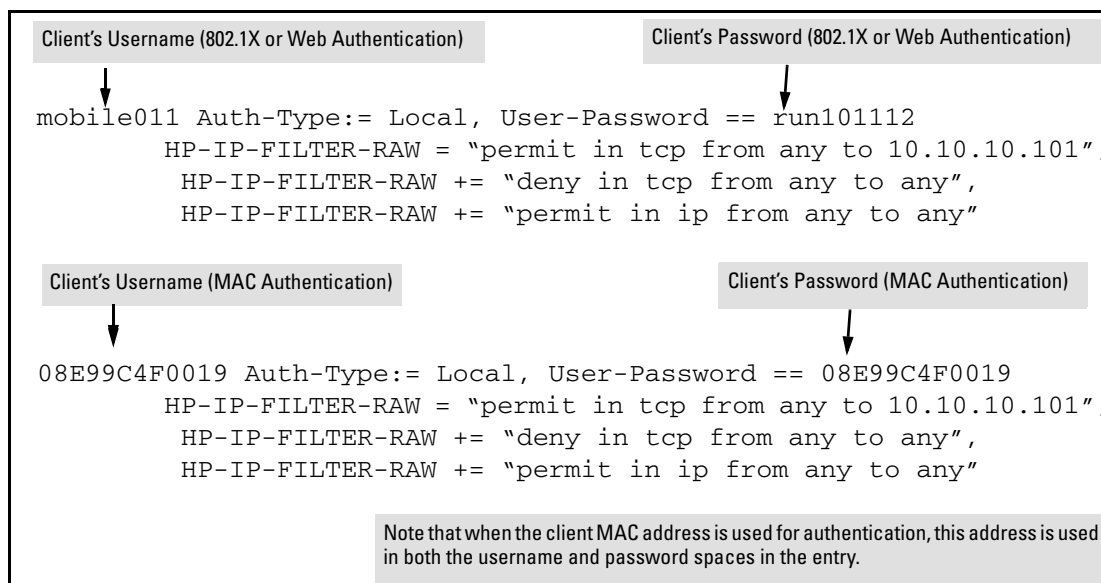 Client’s Username (802.1X or Web Authentication)
Client’s Password (802.1X or Web Authentication)
mobile011 Auth-Type:= Local, User-Password == run101112
HP-IP-FILTER-RAW = “permit in tcp from any to 10.10.10.101”,
HP-IP-FILTER-RAW += “deny in tcp from any to any”,
HP-IP-FILTER-RAW += “permit in ip from any to any”
Client’s Username (MAC Authentication)
Client’s Password (MAC Authentication)
08E99C4F0019 Auth-Type:= Local, User-Password == 08E99C4F0019
HP-IP-FILTER-RAW = “permit in tcp from any to 10.10.10.101”,
HP-IP-FILTER-RAW += “deny in tcp from any to any”,
HP-IP-FILTER-RAW += “permit in ip from any to any”
Note that when the client MAC address is used for authentication, this address is used
in both the username and password spaces in the entry.